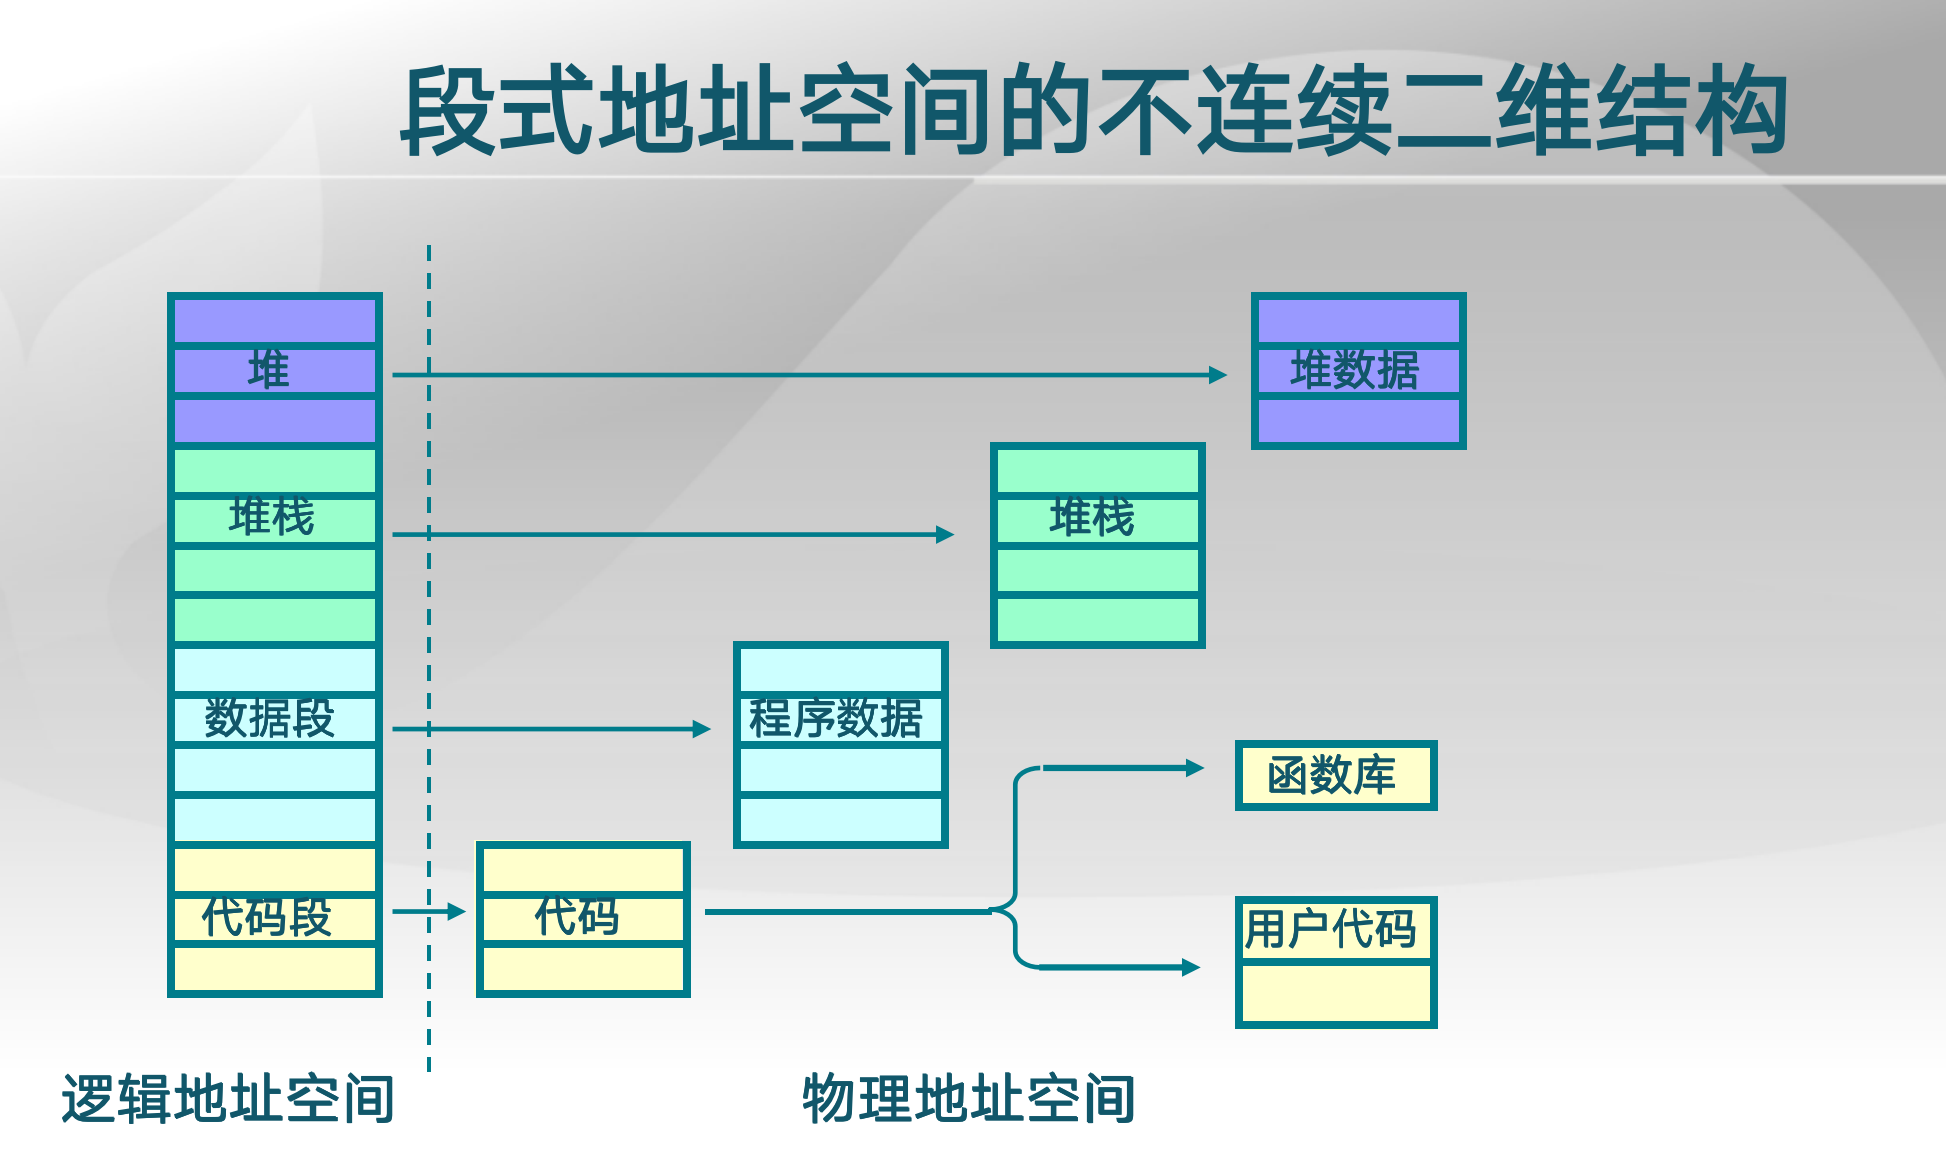 段式地址空间的不连续二维结构
堆
堆数据
堆栈
堆栈
数据段
程序数据
函数库
代码段
代码
用户代码
逻辑地址空间
物理地址空间